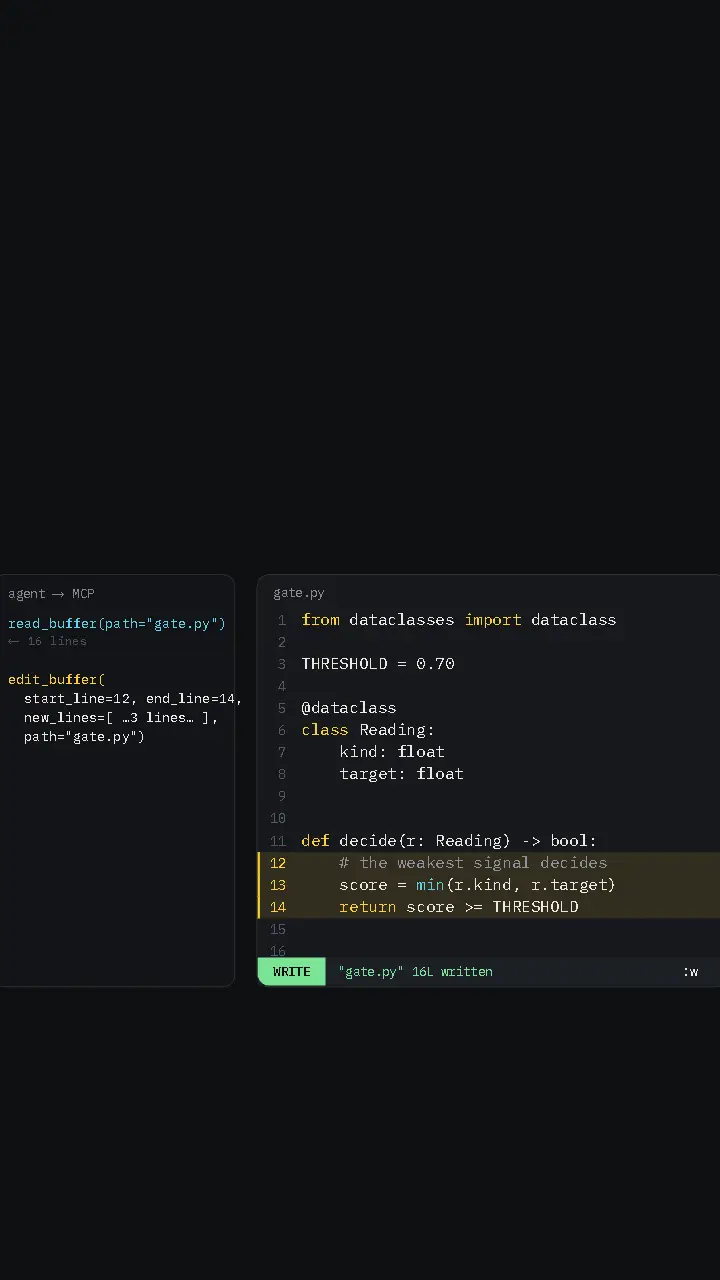 agent → MCP
read_buffer(path="gate.py")
← 16 lines
edit_buffer(
start_line=12, end_line=14,
new_lines=[ …3 lines… ],
path="gate.py")
gate.py
1 from dataclasses import dataclass
2
3 THRESHOLD = 0.70
4
5 @dataclass
6 class Reading:
7 kind: float
8 target: float
9
10
11 def decide(r: Reading) -> bool:
12 # the weakest signal decides
13 score = min(r.kind, r.target)
14 return score >= THRESHOLD
15
16
WRITE "gate.py" 16L written :w